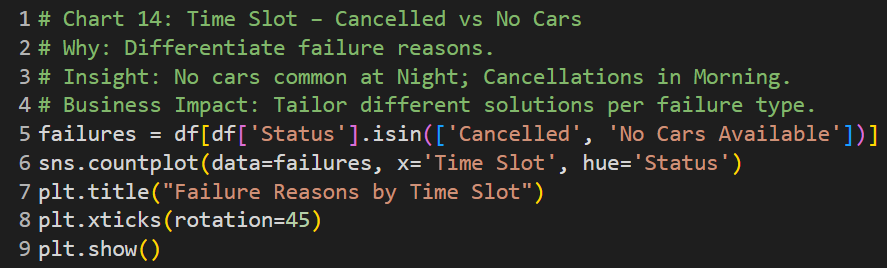 1 # Chart 14: Time Slot – Cancelled vs No Cars
2 # Why: Differentiate failure reasons.
3 # Insight: No cars common at Night; Cancellations in Morning.
4 # Business Impact: Tailor different solutions per failure type.
5 failures = df[df['Status'].isin(['Cancelled', 'No Cars Available'])]
6 sns.countplot(data=failures, x='Time Slot', hue='Status')
7 plt.title("Failure Reasons by Time Slot")
8 plt.xticks(rotation=45)
9 plt.show()